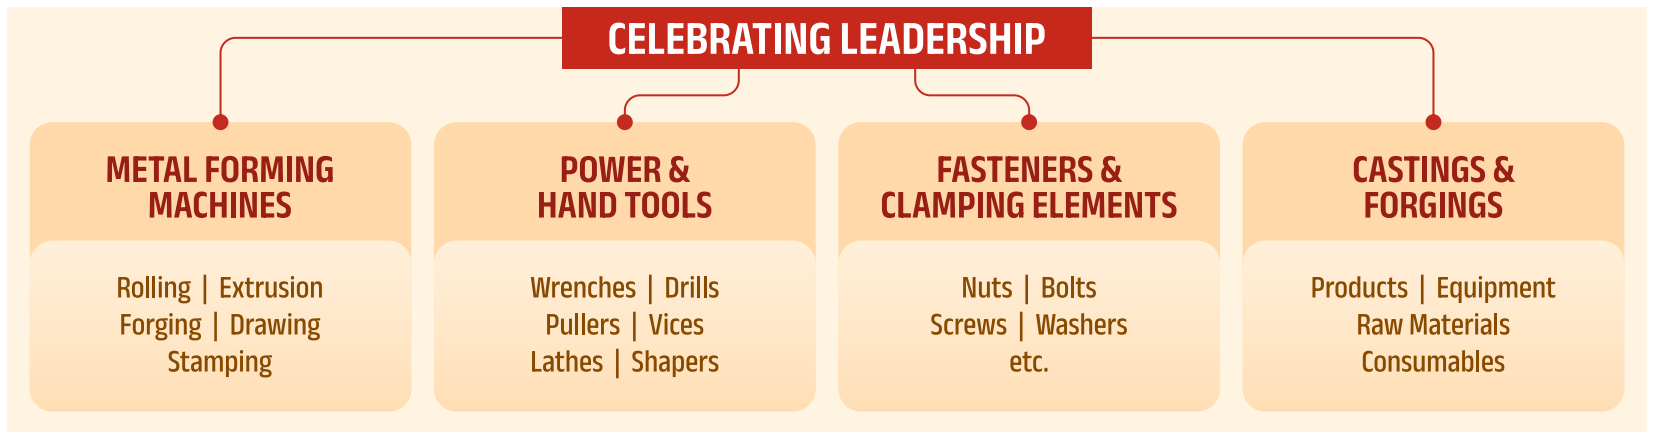 CELEBRATING LEADERSHIP
METAL FORMING
MACHINES
Rolling | Extrusion
Forging | Drawing
Stamping
POWER &
HAND TOOLS
Wrenches | Drills
Pullers | Vices
Lathes | Shapers
FASTENERS &
CLAMPING ELEMENTS
Nuts | Bolts
Screws | Washers
etc.
CASTINGS &
FORGINGS
Products | Equipment
Raw Materials
Consumables